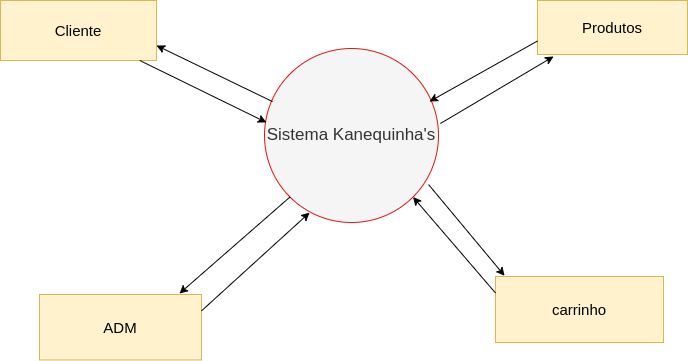 Cliente
Produtos
Sistema Kanequinha's
ADM
carrinho